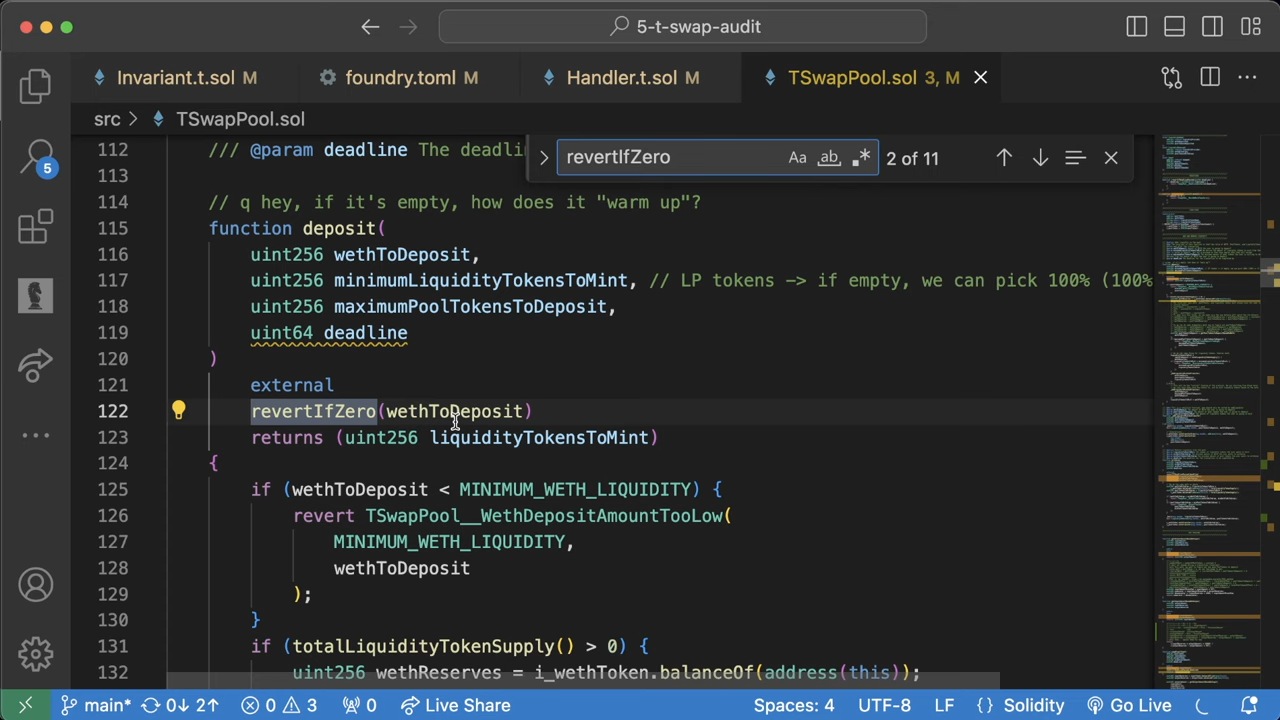 5-t-swap-audit
Invariant.t.sol M
foundry.toml M
Handler.t.sol M
TSwapPool.sol 3, M
src > TSwapPool.sol
revertIfZero Aa ab 2 of 11
5
112 /// @param deadline The deadli
113
114 // q hey, if it's empty, how does it "warm up"?
115 function deposit(
116 uint256 wethToDeposit,
117 uint256 minimumLiquidityTokensToMint, // LP tokens -> if empty, we can pick 100% (100%
118 uint256 maximumPoolTokensToDeposit,
119 uint64 deadline
120 )
121 external
122 revertIfZero(wethToDeposit)
123 returns (uint256 liquidityTokensToMint)
124 {
125 if (wethToDeposit < MINIMUM_WETH_LIQUIDITY) {
126 revert TSwapPool__WethDepositAmountTooLow(
127 MINIMUM_WETH_LIQUIDITY,
128 wethToDeposit
129 );
130 }
131 if (totalLiquidityTokenSupply() > 0)
132 uint256 wethReserves = i_wethToken.balanceOf(address(this))
main* 0↓ 2↑ 0 3 0 Live Share Spaces: 4 UTF-8 LF {} Solidity Go Live